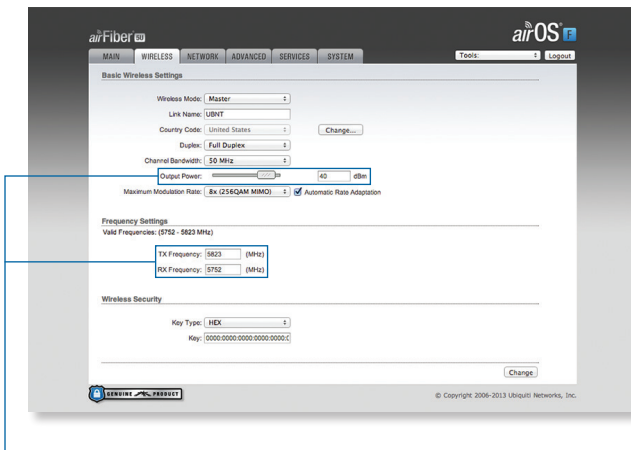 airFiber 5U
airOS F
MAIN WIRELESS NETWORK ADVANCED SERVICES SYSTEM Tools: Logout
Basic Wireless Settings
Wireless Mode: Master
Link Name: UBNT
Country Code: United States Change...
Duplex: Full Duplex
Channel Bandwidth: 50 MHz
Output Power: 40 dBm
Maximum Modulation Rate: 8x (256QAM MIMO) Automatic Rate Adaptation
Frequency Settings
Valid Frequencies: (5752 - 5823 MHz)
TX Frequency: 5823 (MHz)
RX Frequency: 5752 (MHz)
Wireless Security
Key Type: HEX
Key: 0000:0000:0000:0000:0000:0
Change
GENUINE PRODUCT
© Copyright 2006-2013 Ubiquiti Networks, Inc.